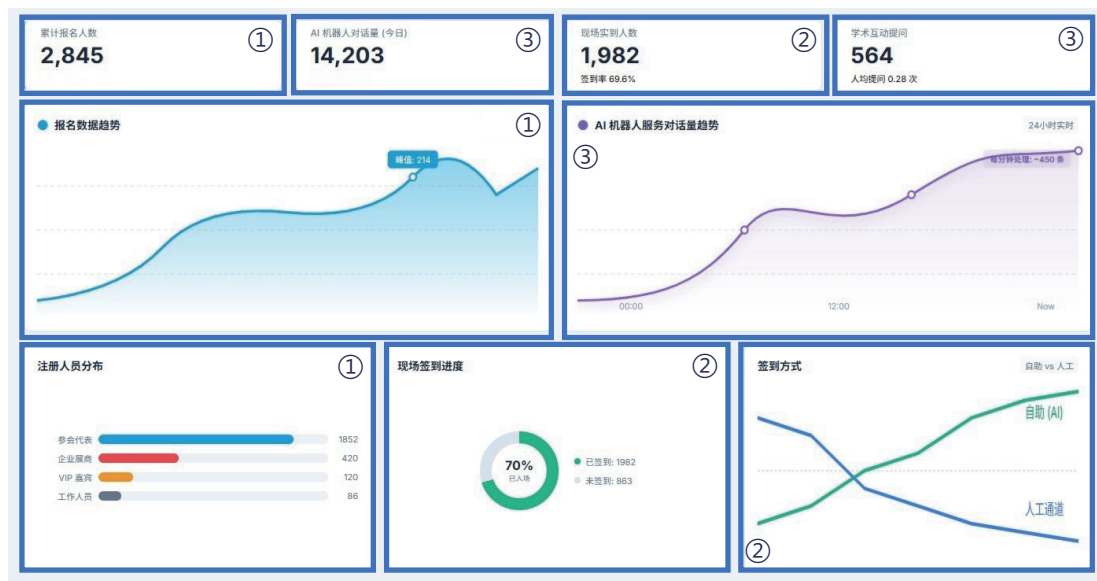 累计报名人数
①
2,845
AI 机器人对话量 (今日)
③
14,203
现场实到人数
②
1,982
签到率 69.6%
学术互动提问
③
564
人均提问 0.28 次
报名数据趋势
①
峰值: 214
AI 机器人服务对话量趋势
24小时实时
③
每分钟处理: ~450 条
00:00
12:00
Now
注册人员分布
①
参会代表 1852
企业展商 420
VIP 嘉宾 120
工作人员 86
现场签到进度
②
70%
已入场
已签到: 1982
未签到: 863
签到方式
自助 vs 人工
自助 (AI)
人工通道
②